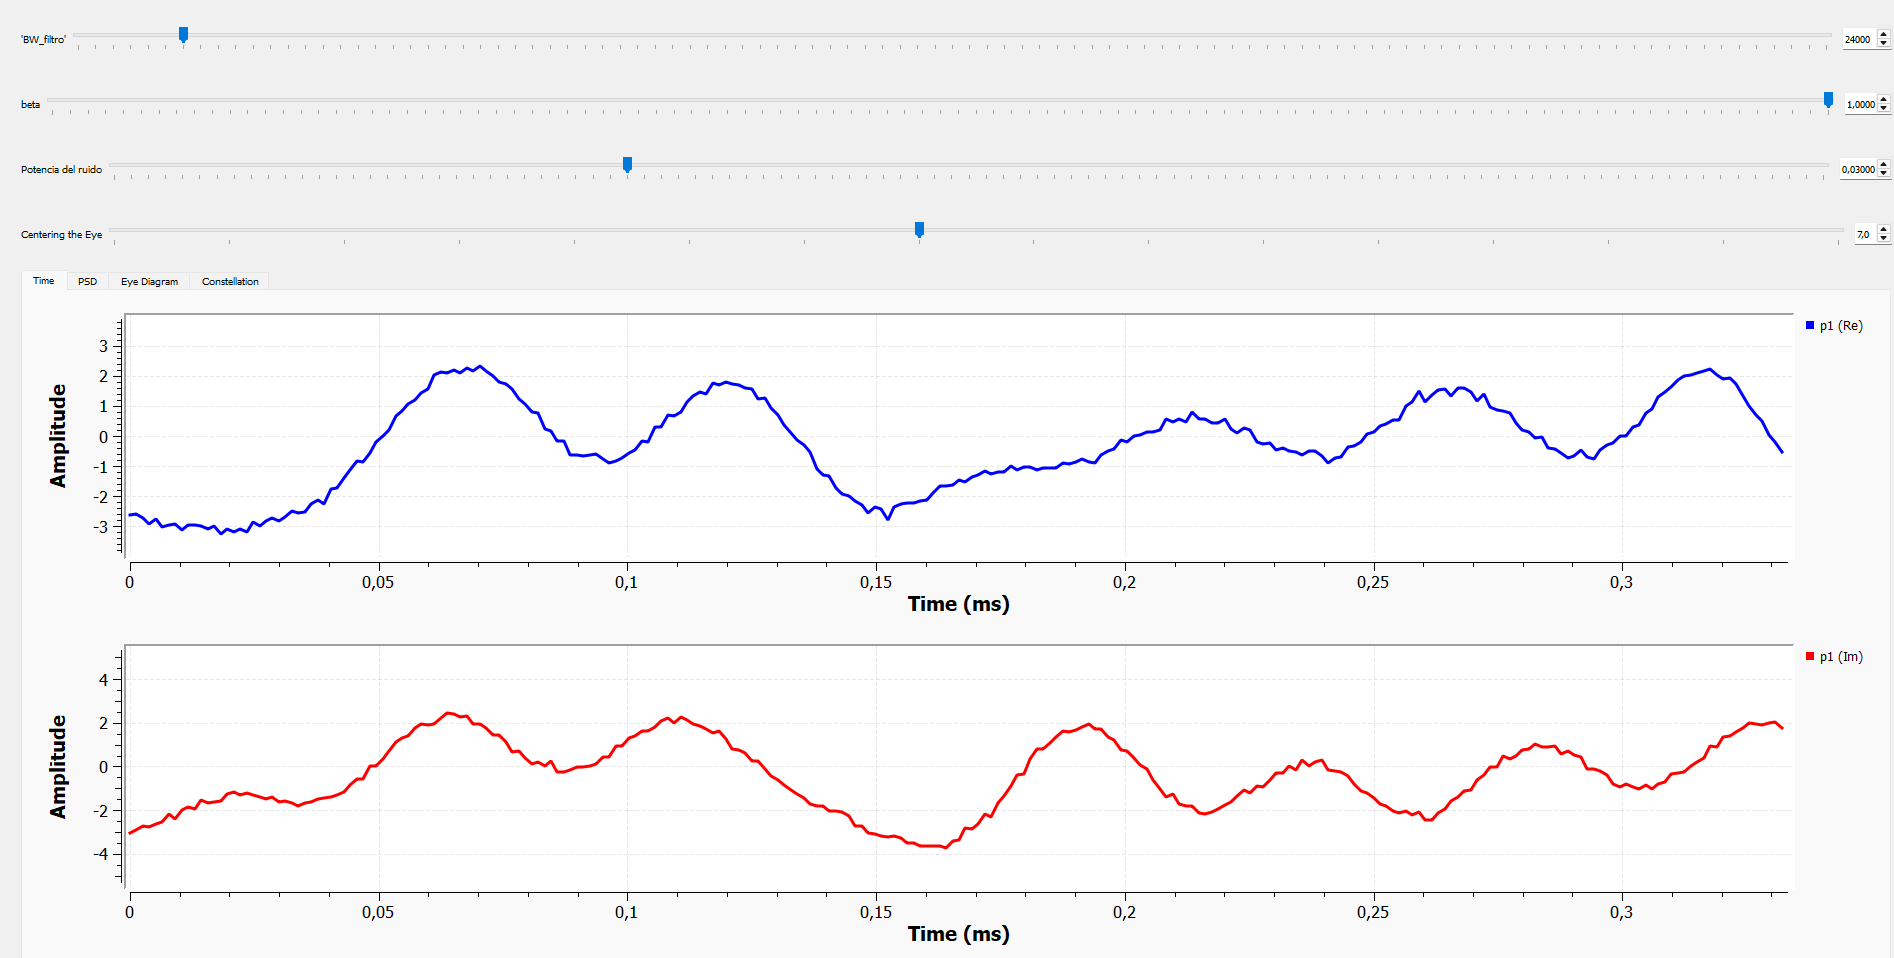 'BW_filtro' 24000
beta 1,0000
Potencia del ruido 0,03000
Centering the Eye 7,0
Time PSD Eye Diagram Constellation
p1 (Re)
Amplitude
3
2
1
0
-1
-2
-3
0 0,05 0,1 0,15 0,2 0,25 0,3
Time (ms)
p1 (Im)
Amplitude
4
2
0
-2
-4
0 0,05 0,1 0,15 0,2 0,25 0,3
Time (ms)